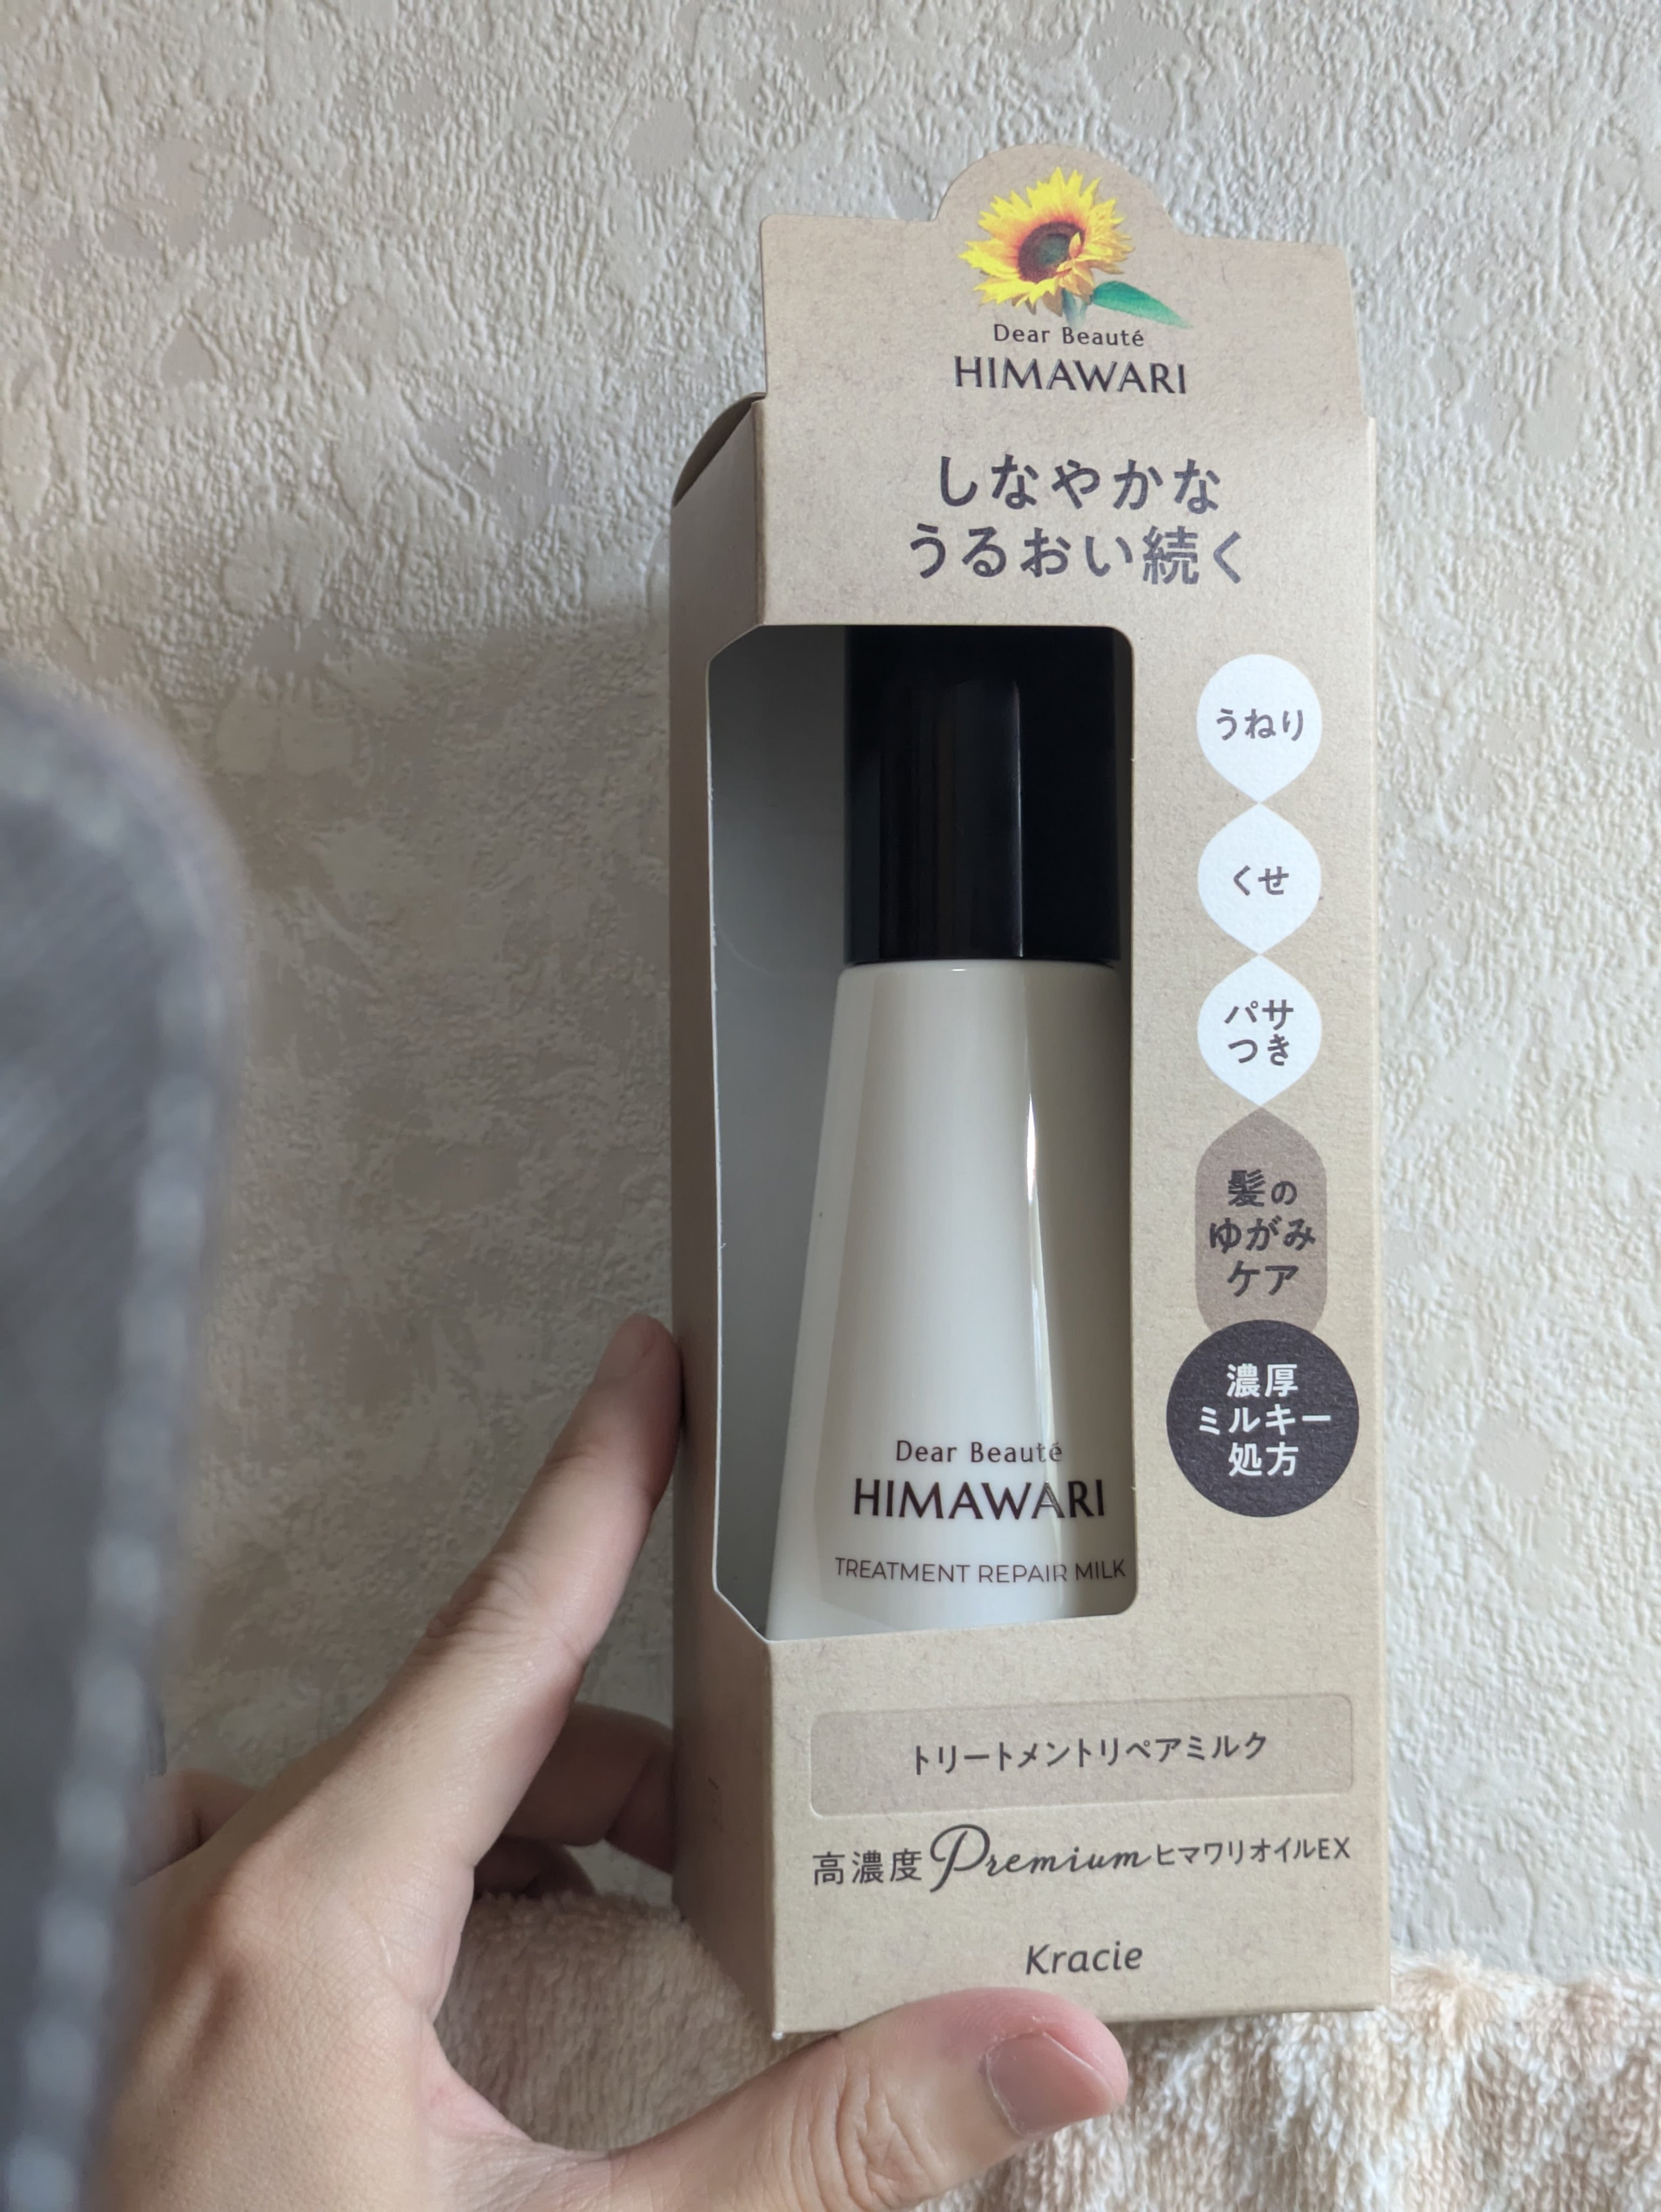 Dear Beauté
HIMAWARI
しなやかな
うるおい続く
うねり
くせ
パサ
つき
髪の
ゆがみ
ケア
濃厚
ミルキー
処方
Dear Beauté
HIMAWARI
TREATMENT REPAIR MILK
トリートメントリペアミルク
高濃度PremiumヒマワリオイルEX
Kracie